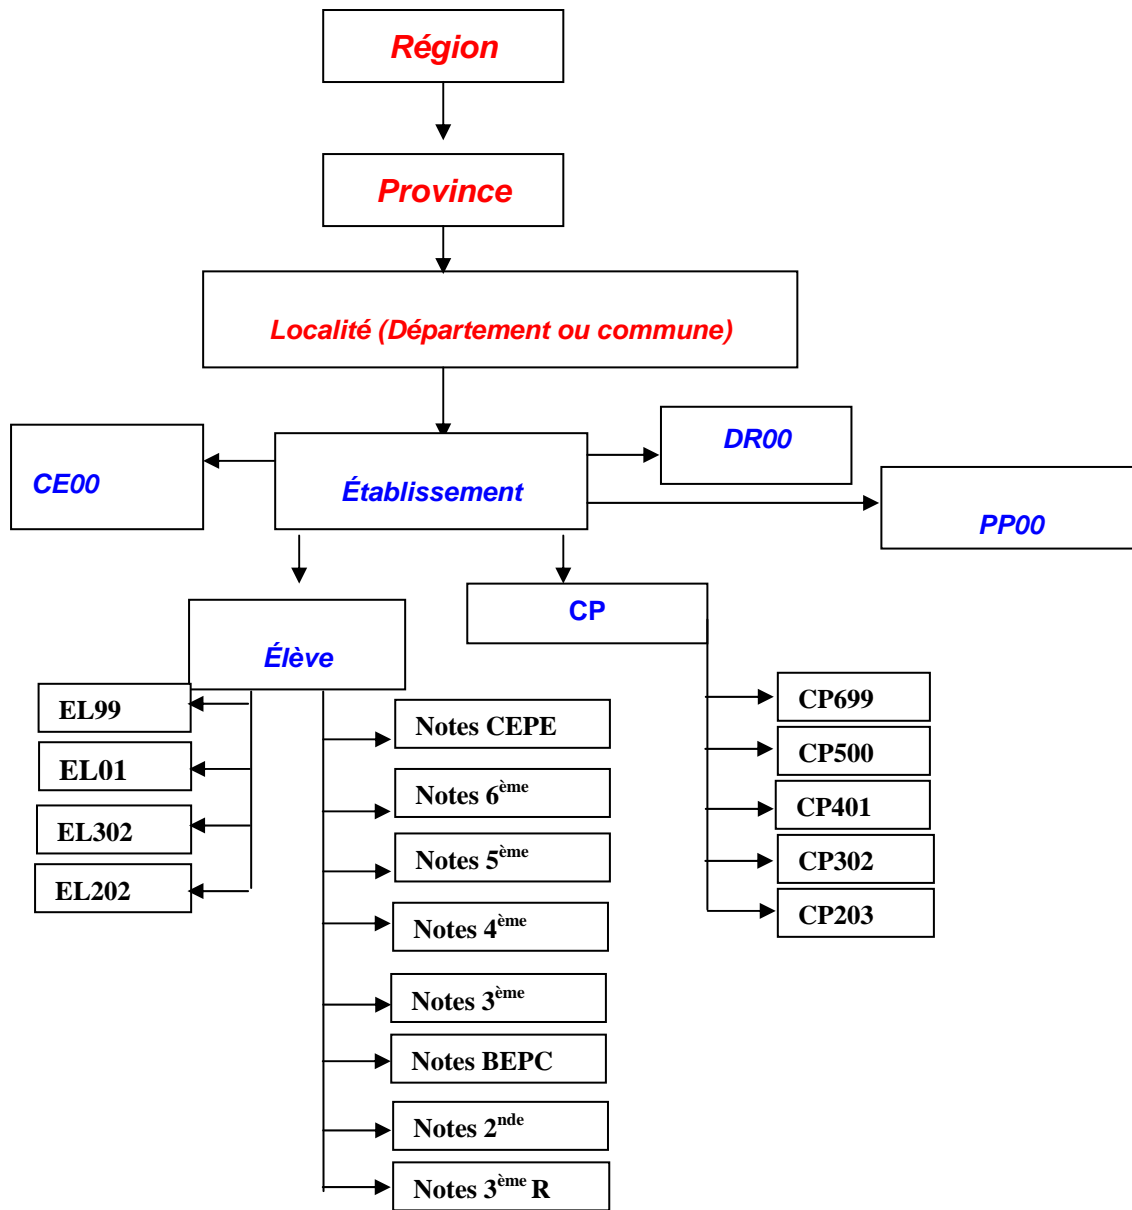 Région
Province
Localité (Département ou commune)
DR00
CE00
Établissement
PP00
CP
Élève
EL99
EL01
EL302
EL202
Notes CEPE
Notes 6ème
Notes 5ème
Notes 4ème
Notes 3ème
Notes BEPC
Notes 2nde
Notes 3ème R
CP699
CP500
CP401
CP302
CP203